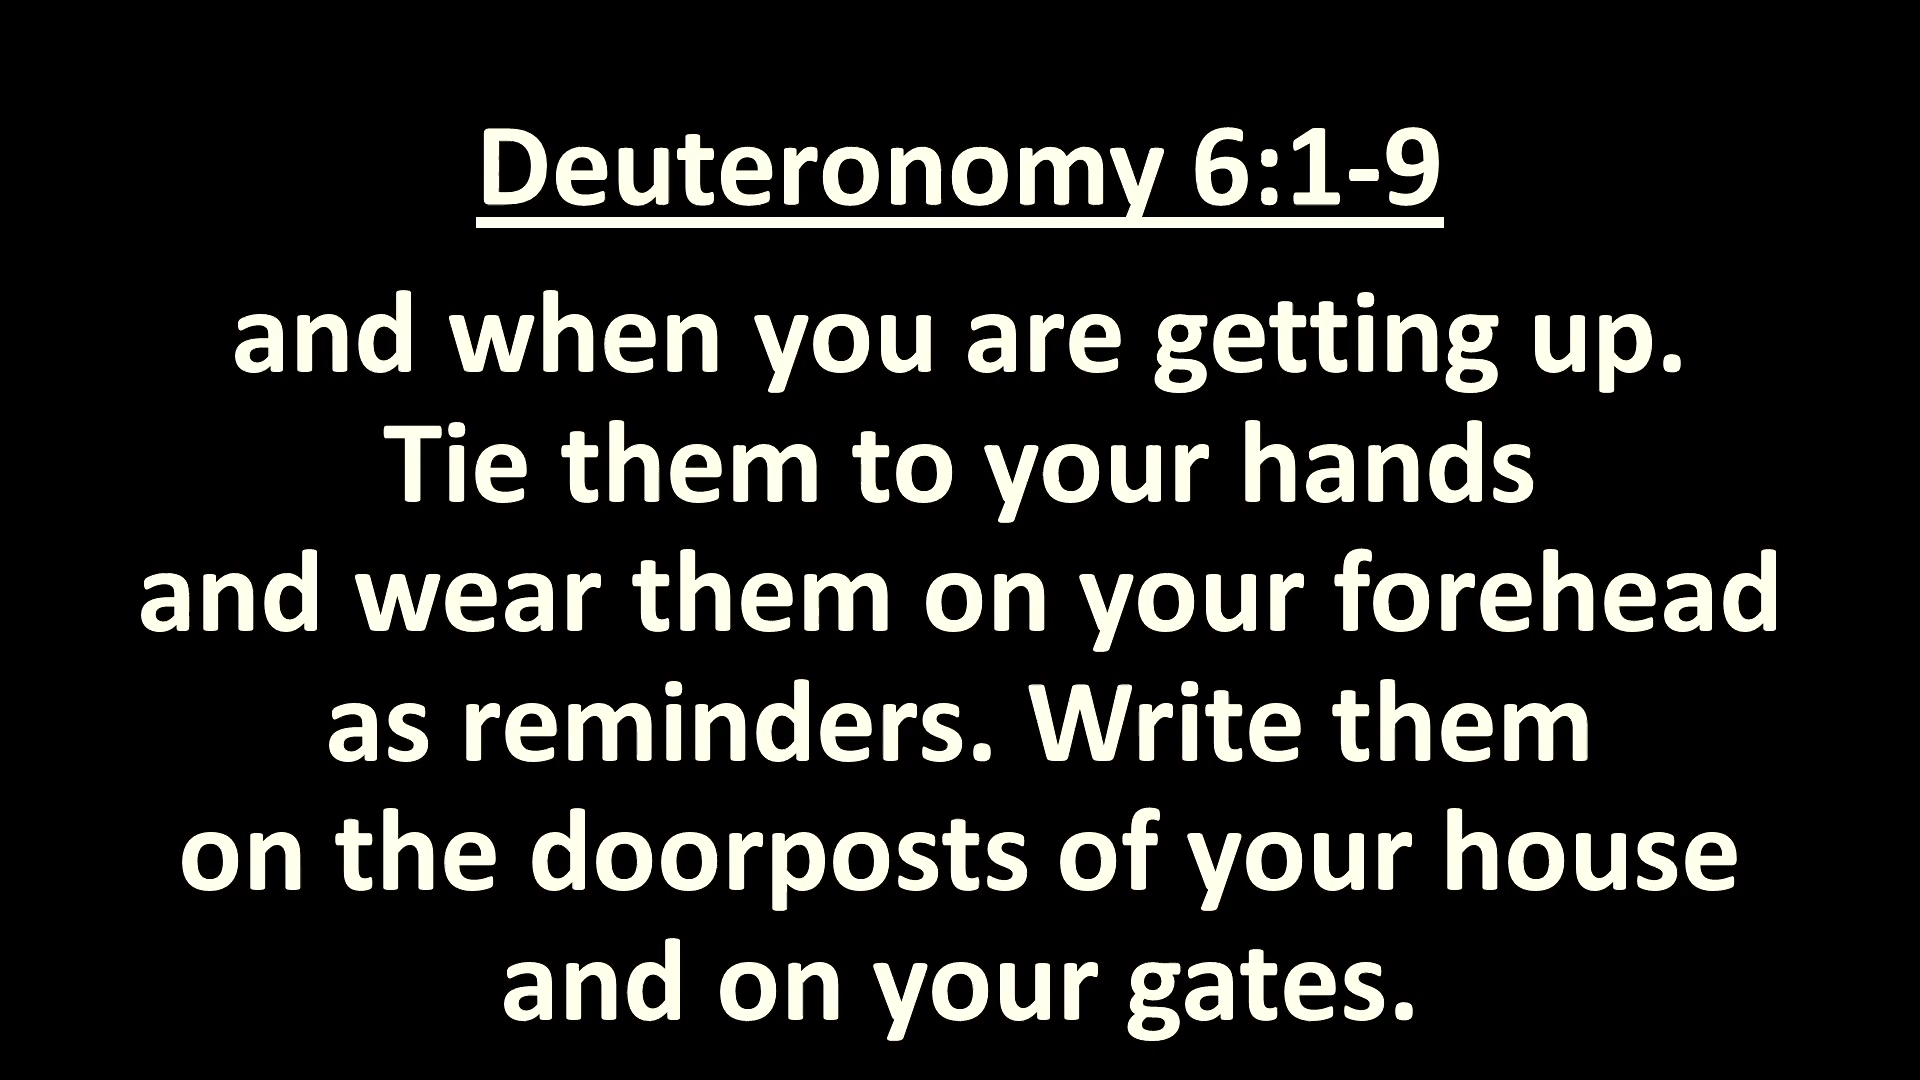 Deuteronomy 6:1-9
and when you are getting up.
Tie them to your hands
and wear them on your forehead
as reminders. Write them
on the doorposts of your house
and on your gates.